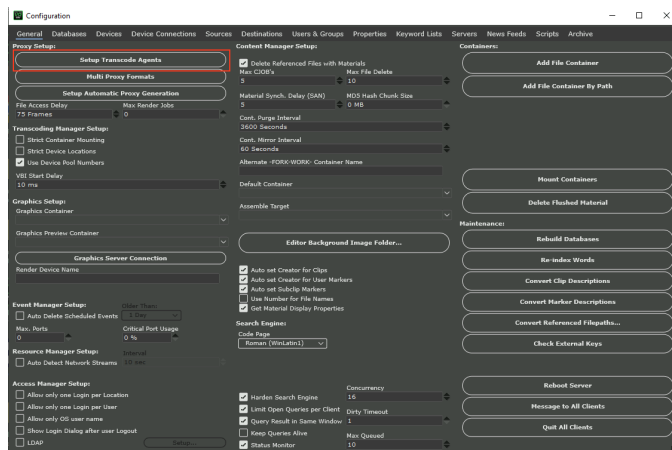 Configuration
General Databases Devices Device Connections Sources Destinations Users & Groups Properties Keyword Lists Servers News Feeds Scripts Archive
Proxy Setup:
Setup Transcode Agents
Multi Proxy Formats
Setup Automatic Proxy Generation
File Access Delay Max Render Jobs
75 Frames 0
Transcoding Manager Setup:
Strict Container Mounting
Strict Device Locations
Use Device Pool Numbers
VBI Start Delay
10 ms
Graphics Setup:
Graphics Container
Graphics Preview Container
Graphics Server Connection
Render Device Name
Event Manager Setup: Older Than:
Auto Delete Scheduled Events 1 Day
Max. Ports Critical Port Usage
0 0 %
Resource Manager Setup: Interval
Auto Detect Network Streams 10 sec
Access Manager Setup:
Allow only one Login per Location
Allow only one Login per User
Allow only OS user name
Show Login Dialog after user Logout
LDAP Setup...
Content Manager Setup:
Delete Referenced Files with Materials
Max CJOB's Max File Delete
5 10
Material Synch. Delay (SAN) MD5 Hash Chunk Size
5 0 MB
Cont. Purge Interval
3600 Seconds
Cont. Mirror Interval
60 Seconds
Alternate -FORK-WORK- Container Name
Default Container
Assemble Target
Editor Background Image Folder...
Auto set Creator for Clips
Auto set Creator for User Markers
Auto set Subclip Markers
Use Number for File Names
Get Material Display Properties
Search Engine:
Code Page
Roman (WinLatin1)
Concurrency
Harden Search Engine 16
Limit Open Queries per Client Dirty Timeout
Query Result in Same Window 1
Keep Queries Alive Max Queued
Status Monitor 10
Containers:
Add File Container
Add File Container By Path
Mount Containers
Delete Flushed Material
Maintenance:
Rebuild Databases
Re-index Words
Convert Clip Descriptions
Convert Marker Descriptions
Convert Referenced Filepaths...
Check External Keys
Reboot Server
Message to All Clients
Quit All Clients